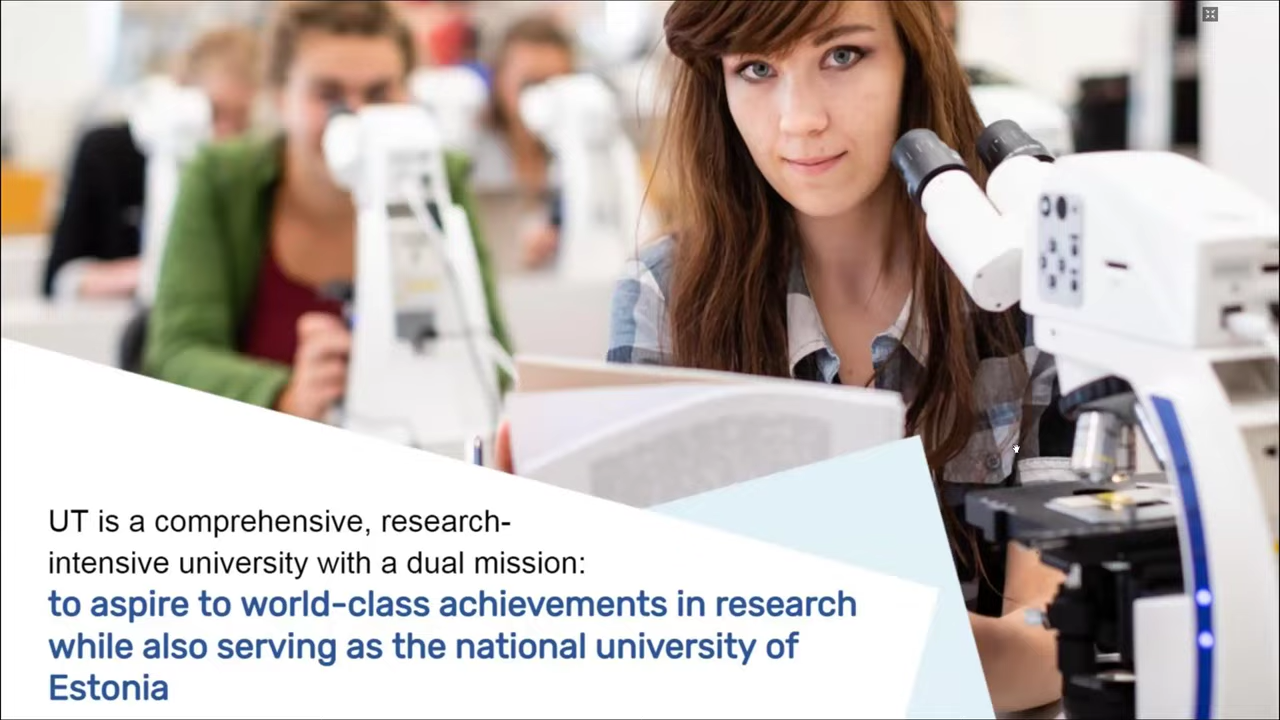 UT is a comprehensive, research-
intensive university with a dual mission:
to aspire to world-class achievements in research
while also serving as the national university of
Estonia